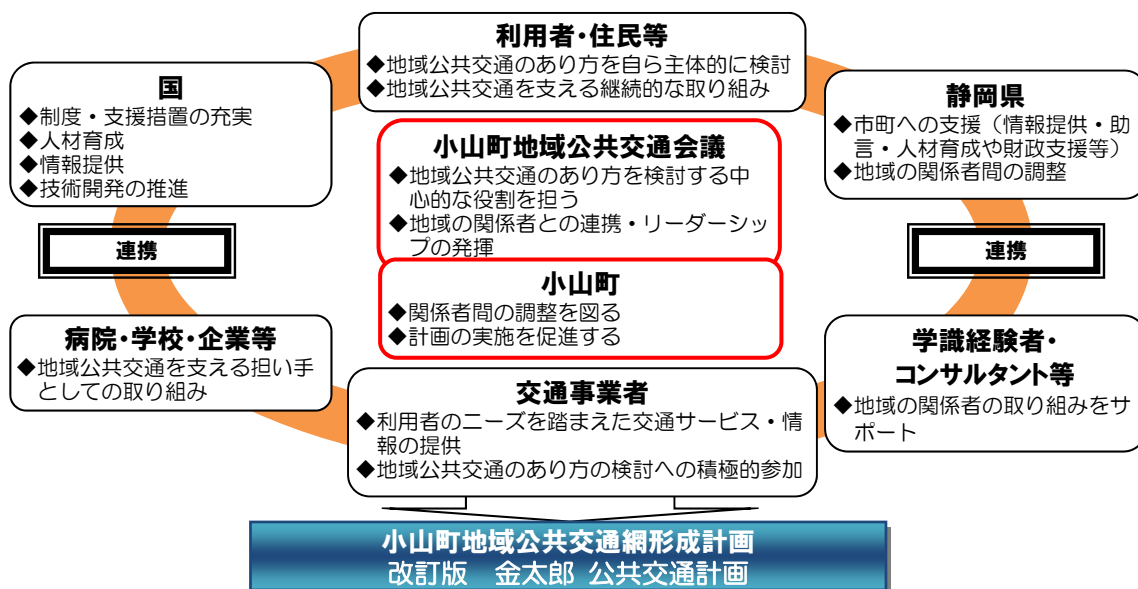 利用者・住民等
◆地域公共交通のあり方を自ら主体的に検討
◆地域公共交通を支える継続的な取り組み
国
◆制度・支援措置の充実
◆人材育成
◆情報提供
◆技術開発の推進
静岡県
◆市町への支援（情報提供・助
言・人材育成や財政支援等）
◆地域の関係者間の調整
小山町地域公共交通会議
◆地域公共交通のあり方を検討する中
心的な役割を担う
◆地域の関係者との連携・リーダーシッ
プの発揮
連携
連携
小山町
◆関係者間の調整を図る
◆計画の実施を促進する
病院・学校・企業等
◆地域公共交通を支える担い手
としての取り組み
学識経験者・
コンサルタント等
◆地域の関係者の取り組みをサ
ポート
交通事業者
◆利用者のニーズを踏まえた交通サービス・情
報の提供
◆地域公共交通のあり方の検討への積極的参加
小山町地域公共交通網形成計画
改訂版　金太郎 公共交通計画